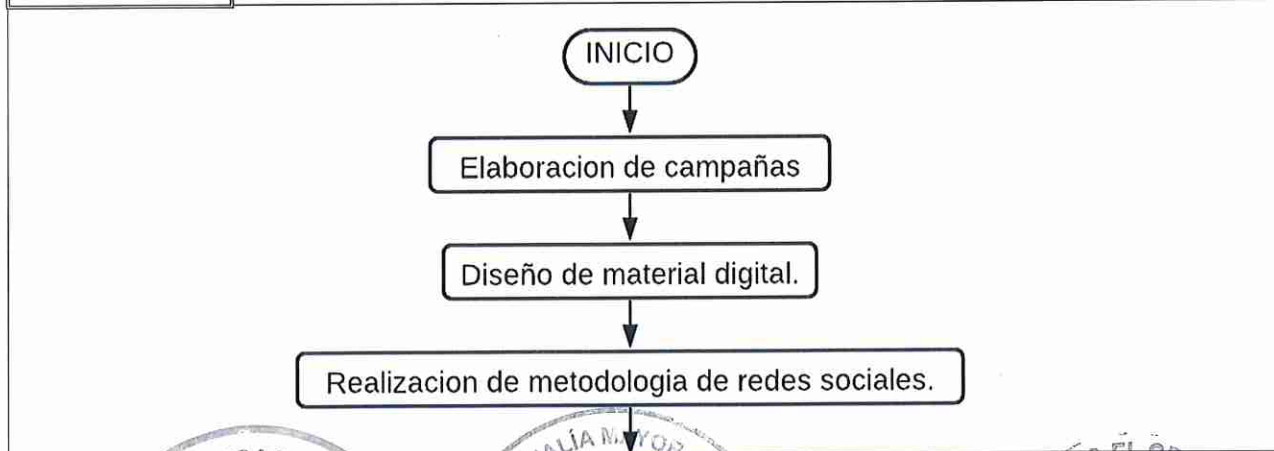 INICIO
Elaboracion de campañas
Diseño de material digital.
Realizacion de metodologia de redes sociales.